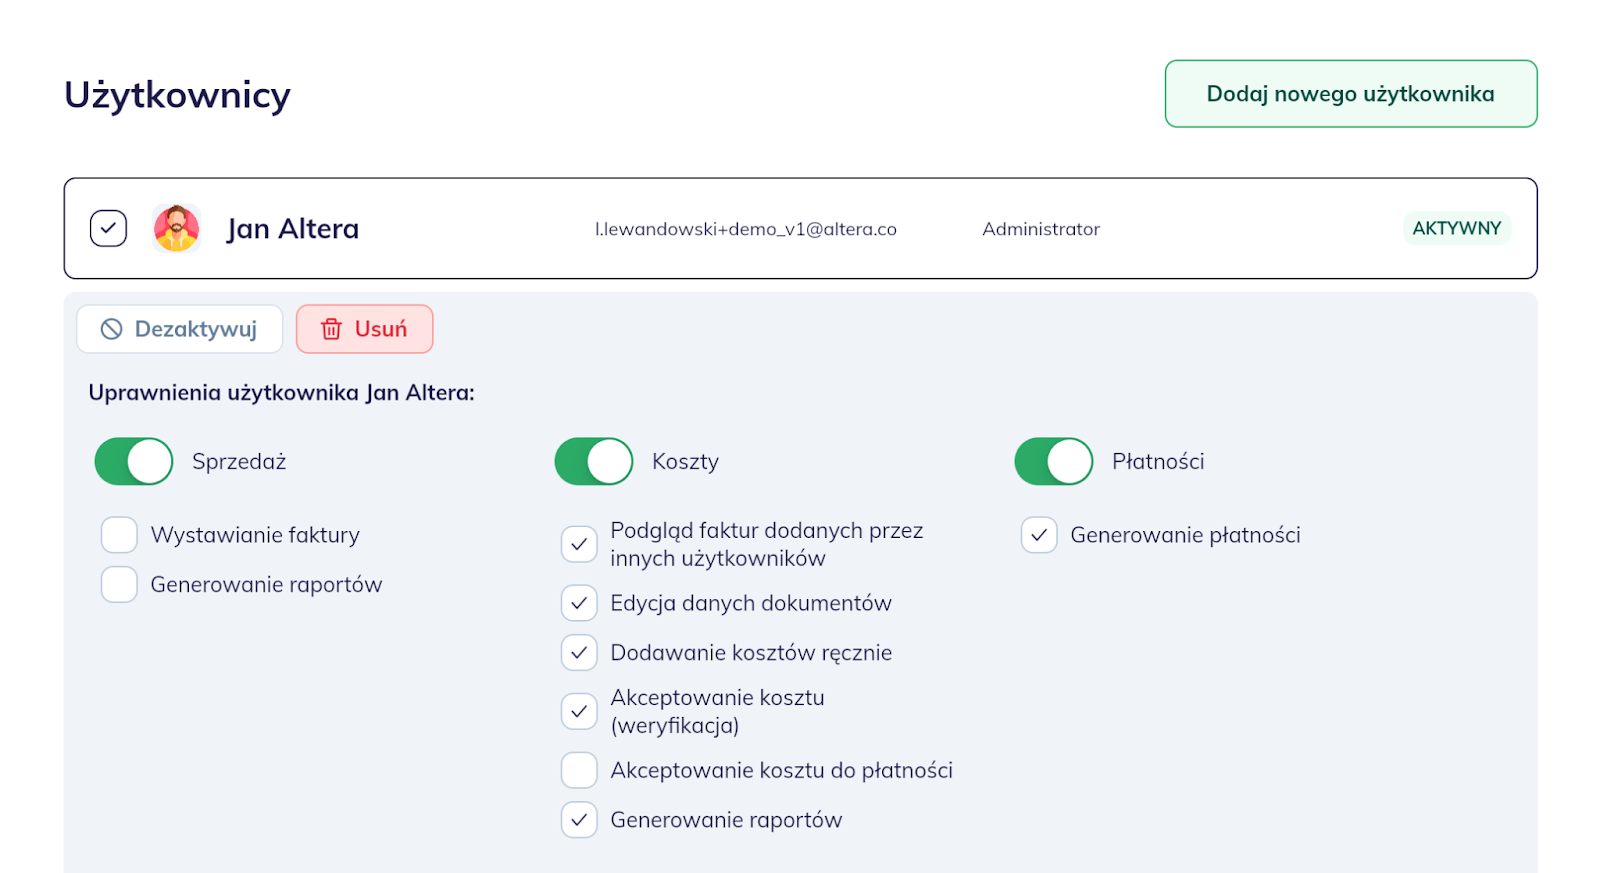 Użytkownicy
Dodaj nowego użytkownika
Jan Altera
l.lewandowski+demo_v1@altera.co
Administrator
AKTYWNY
Dezaktywuj
Usuń
Uprawnienia użytkownika Jan Altera:
Sprzedaż
Wystawianie faktury
Generowanie raportów
Koszty
Podgląd faktur dodanych przez
innych użytkowników
Edycja danych dokumentów
Dodawanie kosztów ręcznie
Akceptowanie kosztu
(weryfikacja)
Akceptowanie kosztu do płatności
Generowanie raportów
Płatności
Generowanie płatności